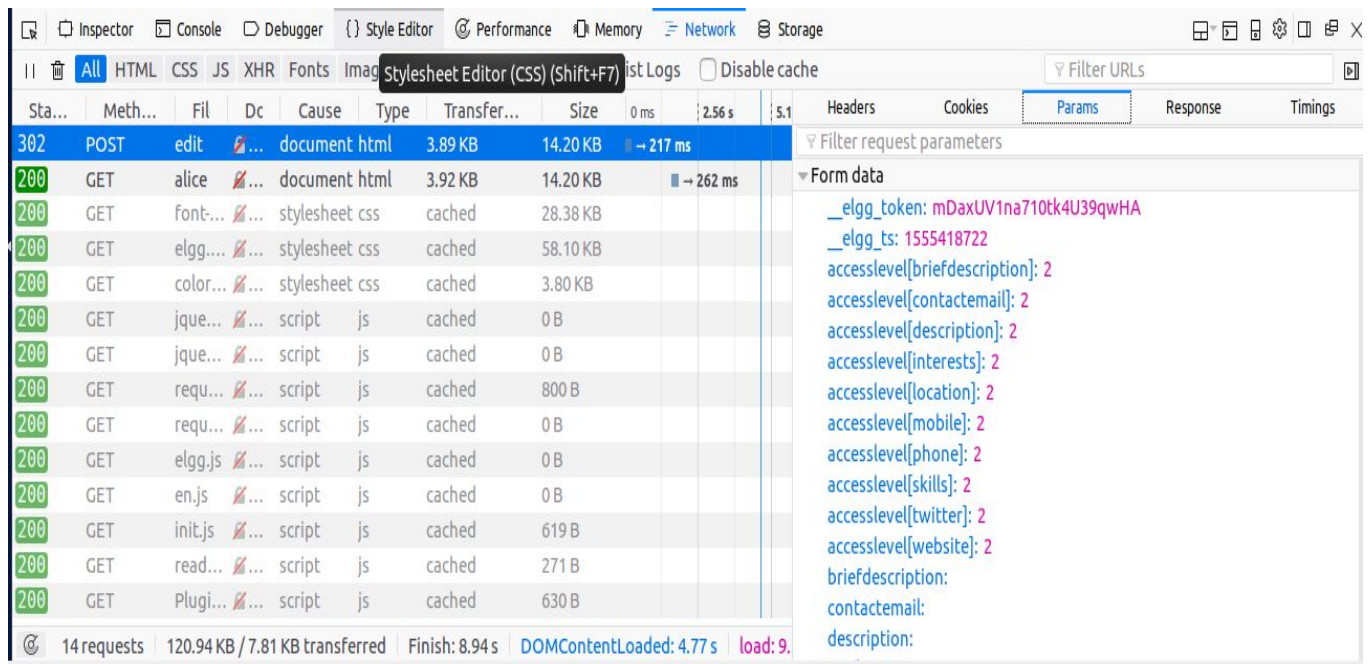 Inspector Console Debugger {} Style Editor Performance Memory Network Storage
All HTML CSS JS XHR Fonts Imag Stylesheet Editor (CSS) (Shift+F7) ist Logs Disable cache Filter URLs
Sta... Meth... Fil Dc Cause Type Transfer... Size 0 ms 2.56 s 5.1 Headers Cookies Params Response Timings
302 POST edit ... document html 3.89 KB 14.20 KB → 217 ms Filter request parameters
200 GET alice ... document html 3.92 KB 14.20 KB → 262 ms Form data
200 GET font-... ... stylesheet css cached 28.38 KB __elgg_token: mDaxUV1na710tk4U39qwHA
200 GET elgg.... ... stylesheet css cached 58.10 KB __elgg_ts: 1555418722
accesslevel[briefdescription]: 2
200 GET color... ... stylesheet css cached 3.80 KB accesslevel[contactemail]: 2
200 GET jque... ... script js cached 0 B accesslevel[description]: 2
200 GET jque... ... script js cached 0 B accesslevel[interests]: 2
200 GET requ... ... script js cached 800 B accesslevel[location]: 2
200 GET requ... ... script js cached 0 B accesslevel[mobile]: 2
200 GET elgg.js ... script js cached 0 B accesslevel[phone]: 2
200 GET en.js ... script js cached 0 B accesslevel[skills]: 2
200 GET init.js ... script js cached 619 B accesslevel[twitter]: 2
accesslevel[website]: 2
200 GET read... ... script js cached 271 B briefdescription:
200 GET Plugi... ... script js cached 630 B contactemail:
14 requests 120.94 KB / 7.81 KB transferred Finish: 8.94 s DOMContentLoaded: 4.77 s load: 9. description: